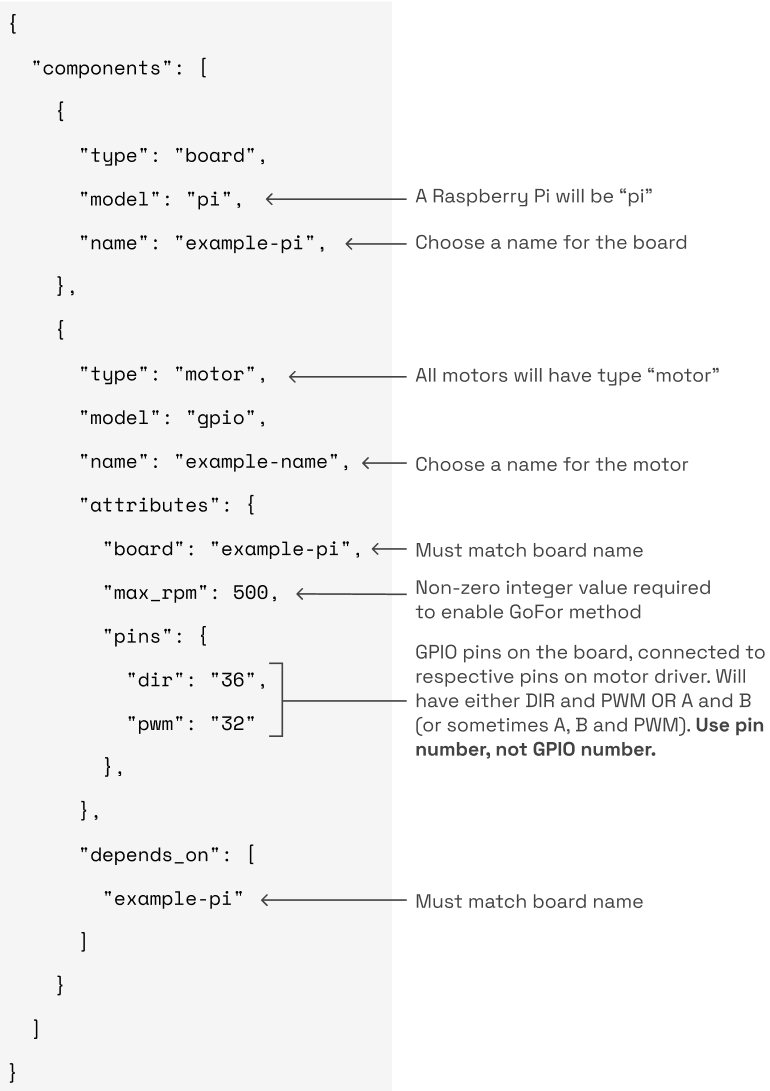 {
"components": [
{
"type": "board",
"model": "pi",
A Raspberry Pi will be “pi”
"name": "example-pi",
Choose a name for the board
},
{
"type": "motor",
All motors will have type “motor”
"model": "gpio",
"name": "example-name",
Choose a name for the motor
"attributes": {
"board": "example-pi",
Must match board name
"max_rpm": 500,
Non-zero integer value required
to enable GoFor method
"pins": {
"dir": "36",
"pwm": "32"
GPIO pins on the board, connected to
respective pins on motor driver. Will
have either DIR and PWM OR A and B
(or sometimes A, B and PWM). Use pin
number, not GPIO number.
},
},
"depends_on": [
"example-pi"
Must match board name
]
}
]
}